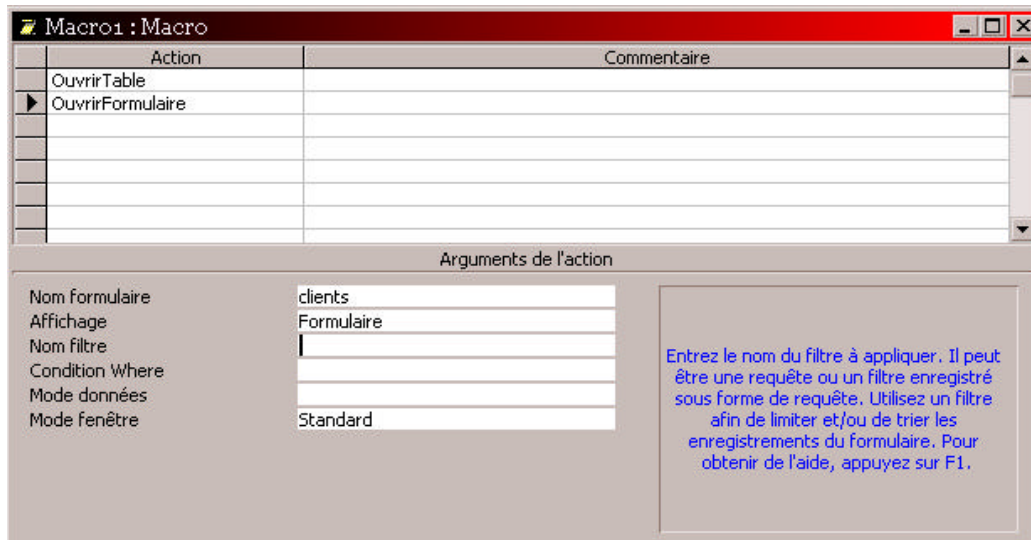 Macro1 : Macro
Action Commentaire
OuvrirTable
OuvrirFormulaire
Arguments de l'action
Nom formulaire clients
Affichage Formulaire
Nom filtre
Condition Where
Mode données
Mode fenêtre Standard
Entrez le nom du filtre à appliquer. Il peut
être une requête ou un filtre enregistré
sous forme de requête. Utilisez un filtre
afin de limiter et/ou de trier les
enregistrements du formulaire. Pour
obtenir de l'aide, appuyez sur F1.